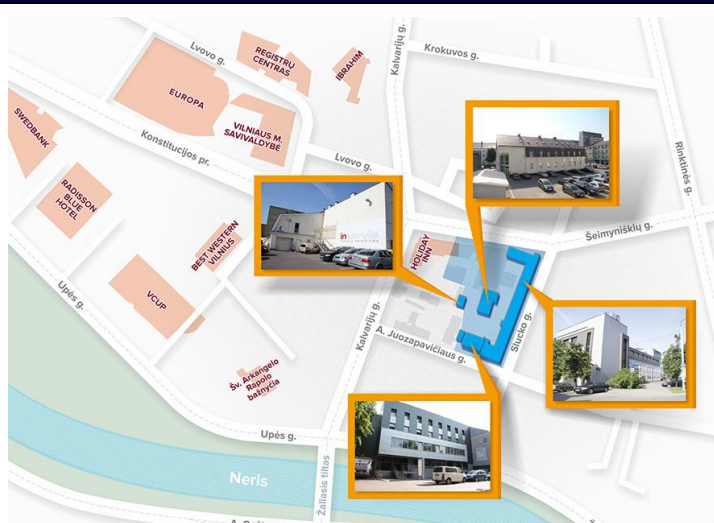 Lvovo g.
REGISTRŲ
CENTRAS
IBRAHIM
Kalvarijų g.
Krokuvos g.
EUROPA
VILNIAUS M.
SAVIVALDYBĖ
SWEDBANK
Konstitucijos pr.
Lvovo g.
Rinktinės g.
RADISSON
BLUE
HOTEL
BEST WESTERN
VILNIUS
inservis
HOLIDAY
INN
Šeimyniškių g.
Upės g.
VCUP
Kalvarijų g.
A. Juozapavičiaus g.
Slucko g.
Šv. Arkangelo
Rapolo
bažnyčia
Upės g.
Neris
Žaliasis tiltas